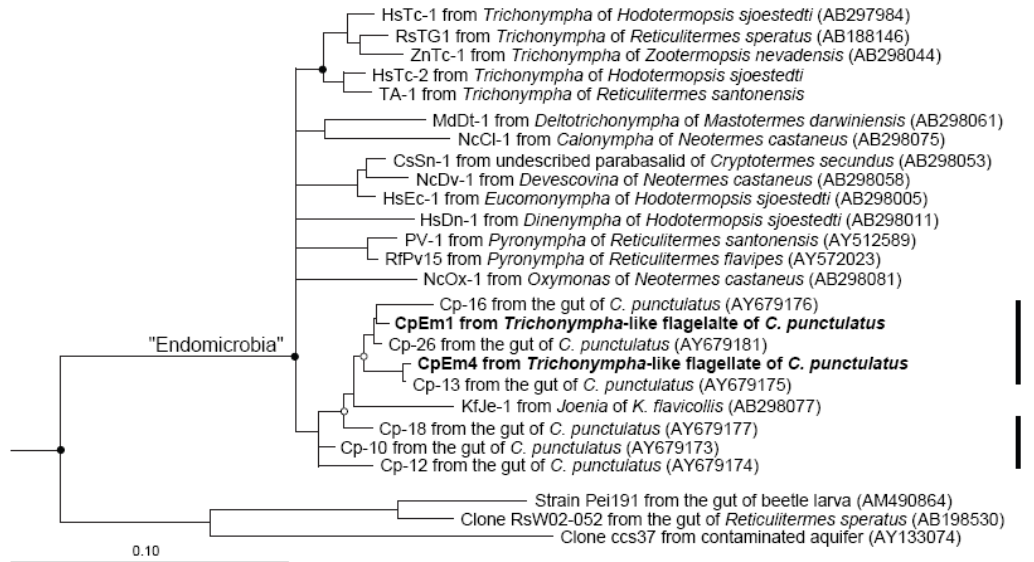 HsTc-1 from Trichonympha of Hodotermopsis sjoestedti (AB297984)
RsTG1 from Trichonympha of Reticulitermes speratus (AB188146)
ZnTc-1 from Trichonympha of Zootermopsis nevadensis (AB298044)
HsTc-2 from Trichonympha of Hodotermopsis sjoestedti
TA-1 from Trichonympha of Reticulitermes santonensis
MdDt-1 from Deltotrichonympha of Mastotermes darwiniensis (AB298061)
NcCl-1 from Calonympha of Neotermes castaneus (AB298075)
CsSn-1 from undescribed parabasalid of Cryptotermes secundus (AB298053)
NcDv-1 from Devescovina of Neotermes castaneus (AB298058)
HsEc-1 from Eucomonympha of Hodotermopsis sjoestedti (AB298005)
HsDn-1 from Dinenympha of Hodotermopsis sjoestedti (AB298011)
PV-1 from Pyronympha of Reticulitermes santonensis (AY512589)
RfPv15 from Pyronympha of Reticulitermes flavipes (AY572023)
NcOx-1 from Oxymonas of Neotermes castaneus (AB298081)
Cp-16 from the gut of C. punctulatus (AY679176)
CpEm1 from Trichonympha-like flagelalte of C. punctulatus
Cp-26 from the gut of C. punctulatus (AY679181)
"Endomicrobia"
CpEm4 from Trichonympha-like flagellate of C. punctulatus
Cp-13 from the gut of C. punctulatus (AY679175)
KfJe-1 from Joenia of K. flavicollis (AB298077)
Cp-18 from the gut of C. punctulatus (AY679177)
Cp-10 from the gut of C. punctulatus (AY679173)
Cp-12 from the gut of C. punctulatus (AY679174)
Strain Pei191 from the gut of beetle larva (AM490864)
Clone RsW02-052 from the gut of Reticulitermes speratus (AB198530)
Clone ccs37 from contaminated aquifer (AY133074)
0.10